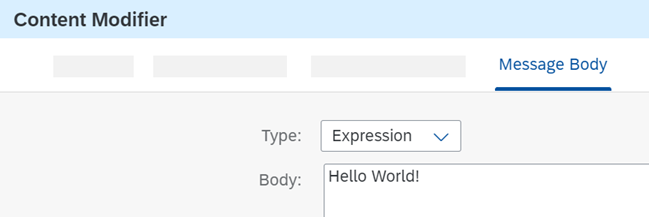 Content Modifier
Message Body
Type: Expression
Body: Hello World!